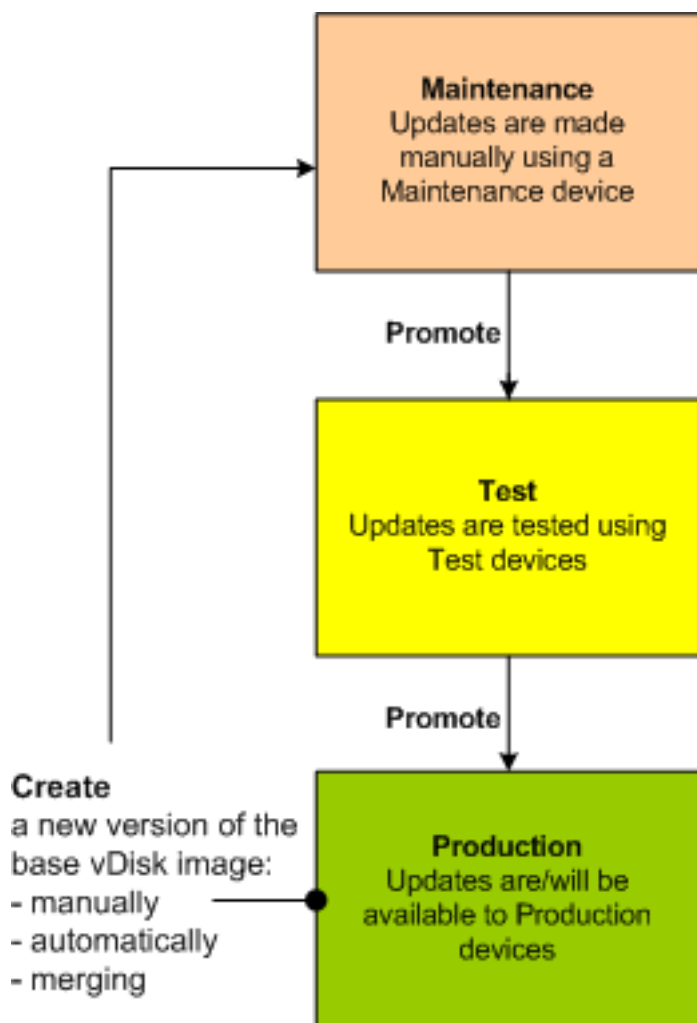 Maintenance
Updates are made
manually using a
Maintenance device
Promote
Test
Updates are tested using
Test devices
Promote
Create
a new version of the
base vDisk image:
- manually
- automatically
- merging
Production
Updates are/will be
available to Production
devices